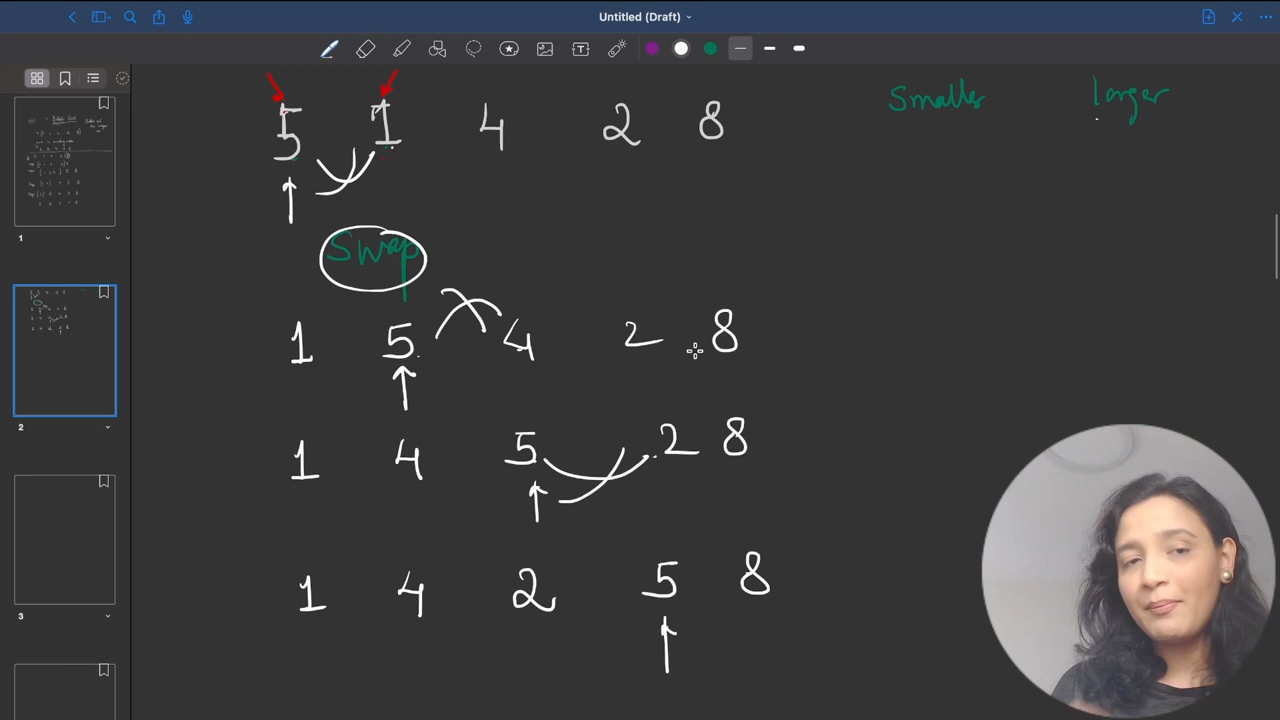 Untitled (Draft)
5 1 4 2 8
Smaller larger
Swap
1 5 4 2 8
1 4 5 2 8
1 4 2 5 8
1
2
3